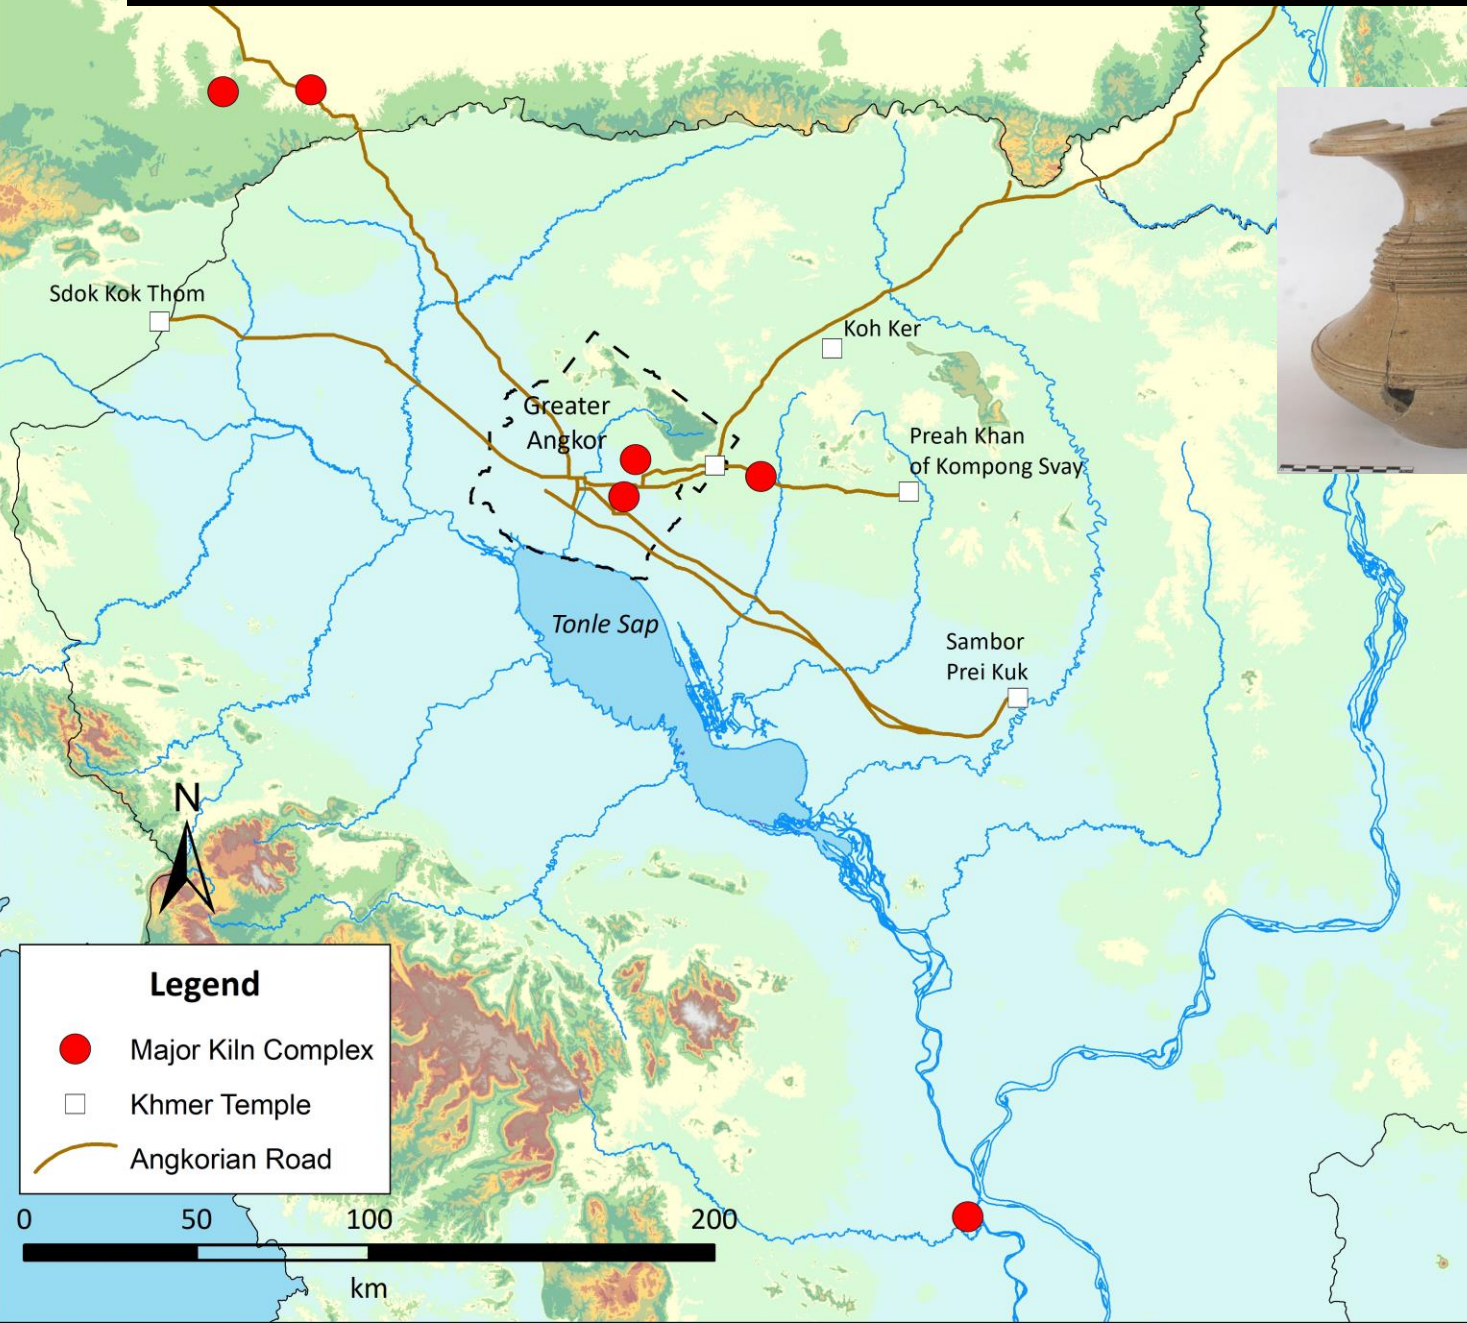 Sdok Kok Thom
Koh Ker
Greater
Angkor
Preah Khan
of Kompong Svay
Tonle Sap
Sambor
Prei Kuk
N
Legend
Major Kiln Complex
Khmer Temple
Angkorian Road
0 50 100 200
km